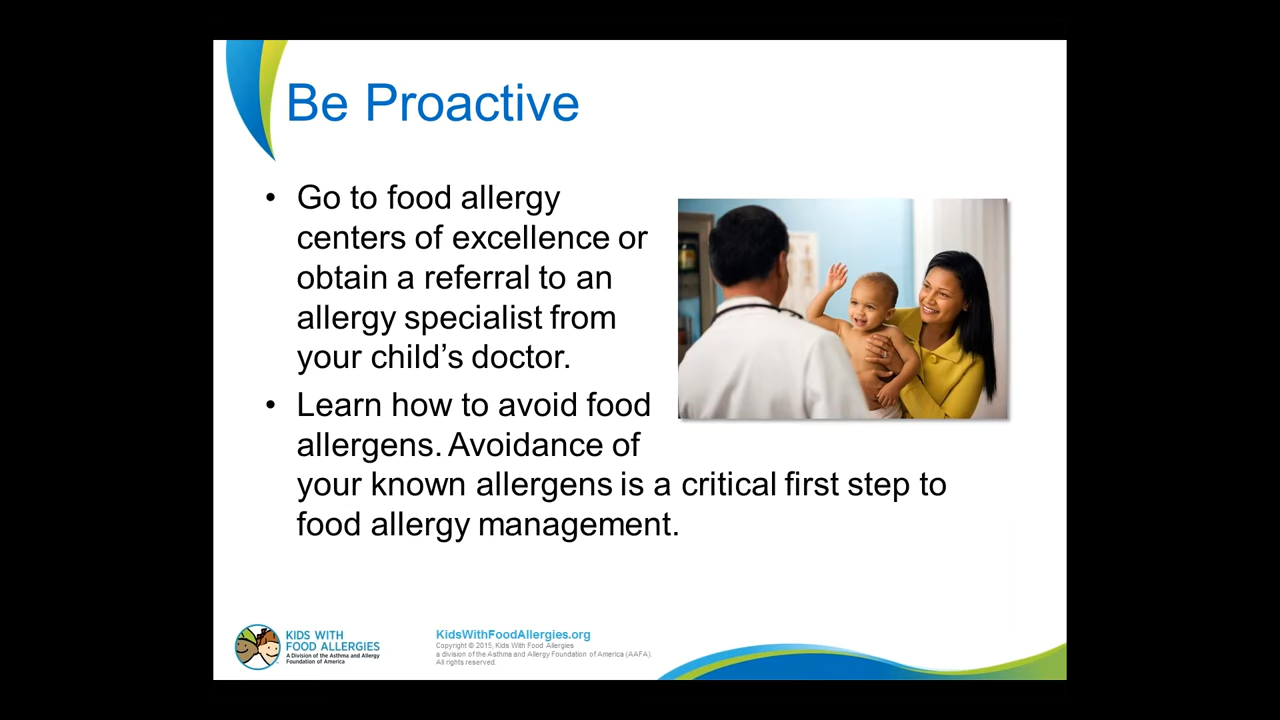 Be Proactive
• Go to food allergy
centers of excellence or
obtain a referral to an
allergy specialist from
your child’s doctor.
• Learn how to avoid food
allergens. Avoidance of
your known allergens is a critical first step to
food allergy management.
KIDS WITH
FOOD ALLERGIES
A Division of the Asthma and Allergy
Foundation of America
KidsWithFoodAllergies.org
Copyright © 2015, Kids With Food Allergies
a division of the Asthma and Allergy Foundation of America (AAFA).
All rights reserved.